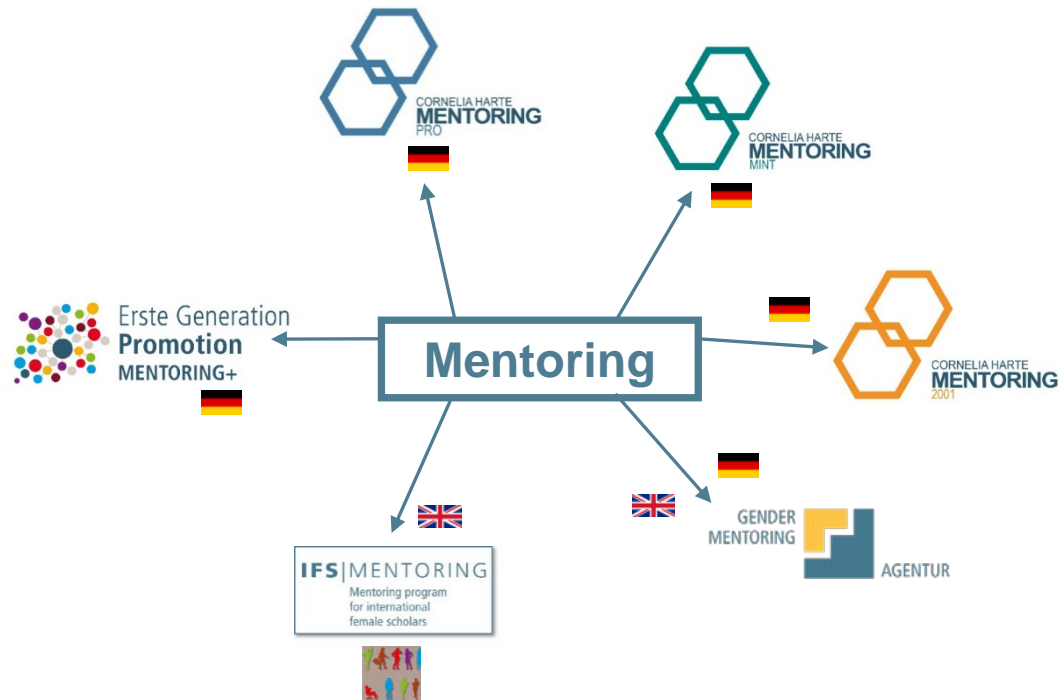 CORNELIA HARTE
MENTORING
PRO
CORNELIA HARTE
MENTORING
MINT
Erste Generation
Promotion
MENTORING+
Mentoring
CORNELIA HARTE
MENTORING
2001
GENDER
MENTORING
AGENTUR
IFS|MENTORING
Mentoring program
for international
female scholars